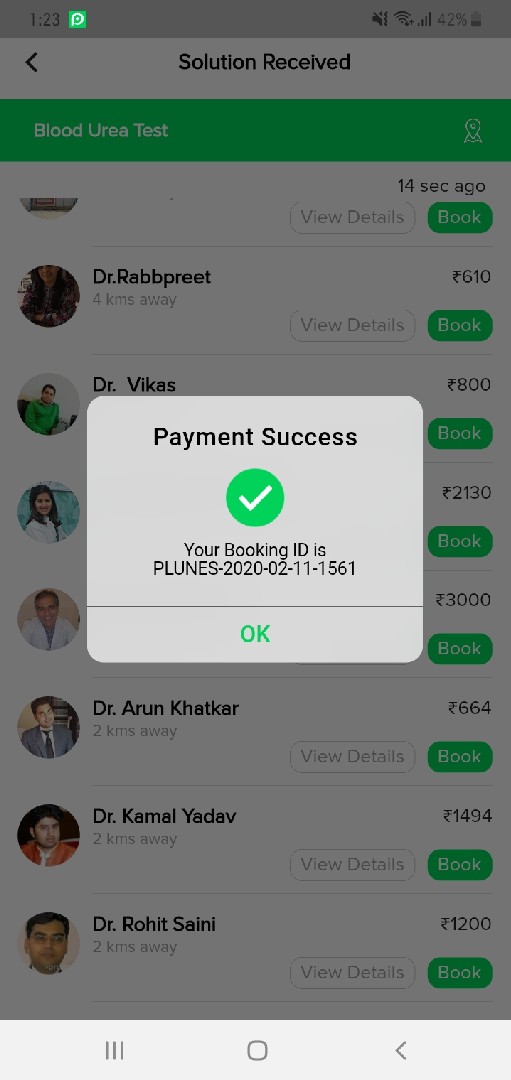 1:23 42%
Solution Received
Blood Urea Test
14 sec ago
View Details Book
Dr.Rabbpreet ₹610
4 kms away
View Details Book
Dr. Vikas ₹800
Book
₹2130
Book
₹3000
Book
Payment Success
Your Booking ID is
PLUNES-2020-02-11-1561
OK
Dr. Arun Khatkar ₹664
2 kms away
View Details Book
Dr. Kamal Yadav ₹1494
2 kms away
View Details Book
Dr. Rohit Saini ₹1200
2 kms away
View Details Book